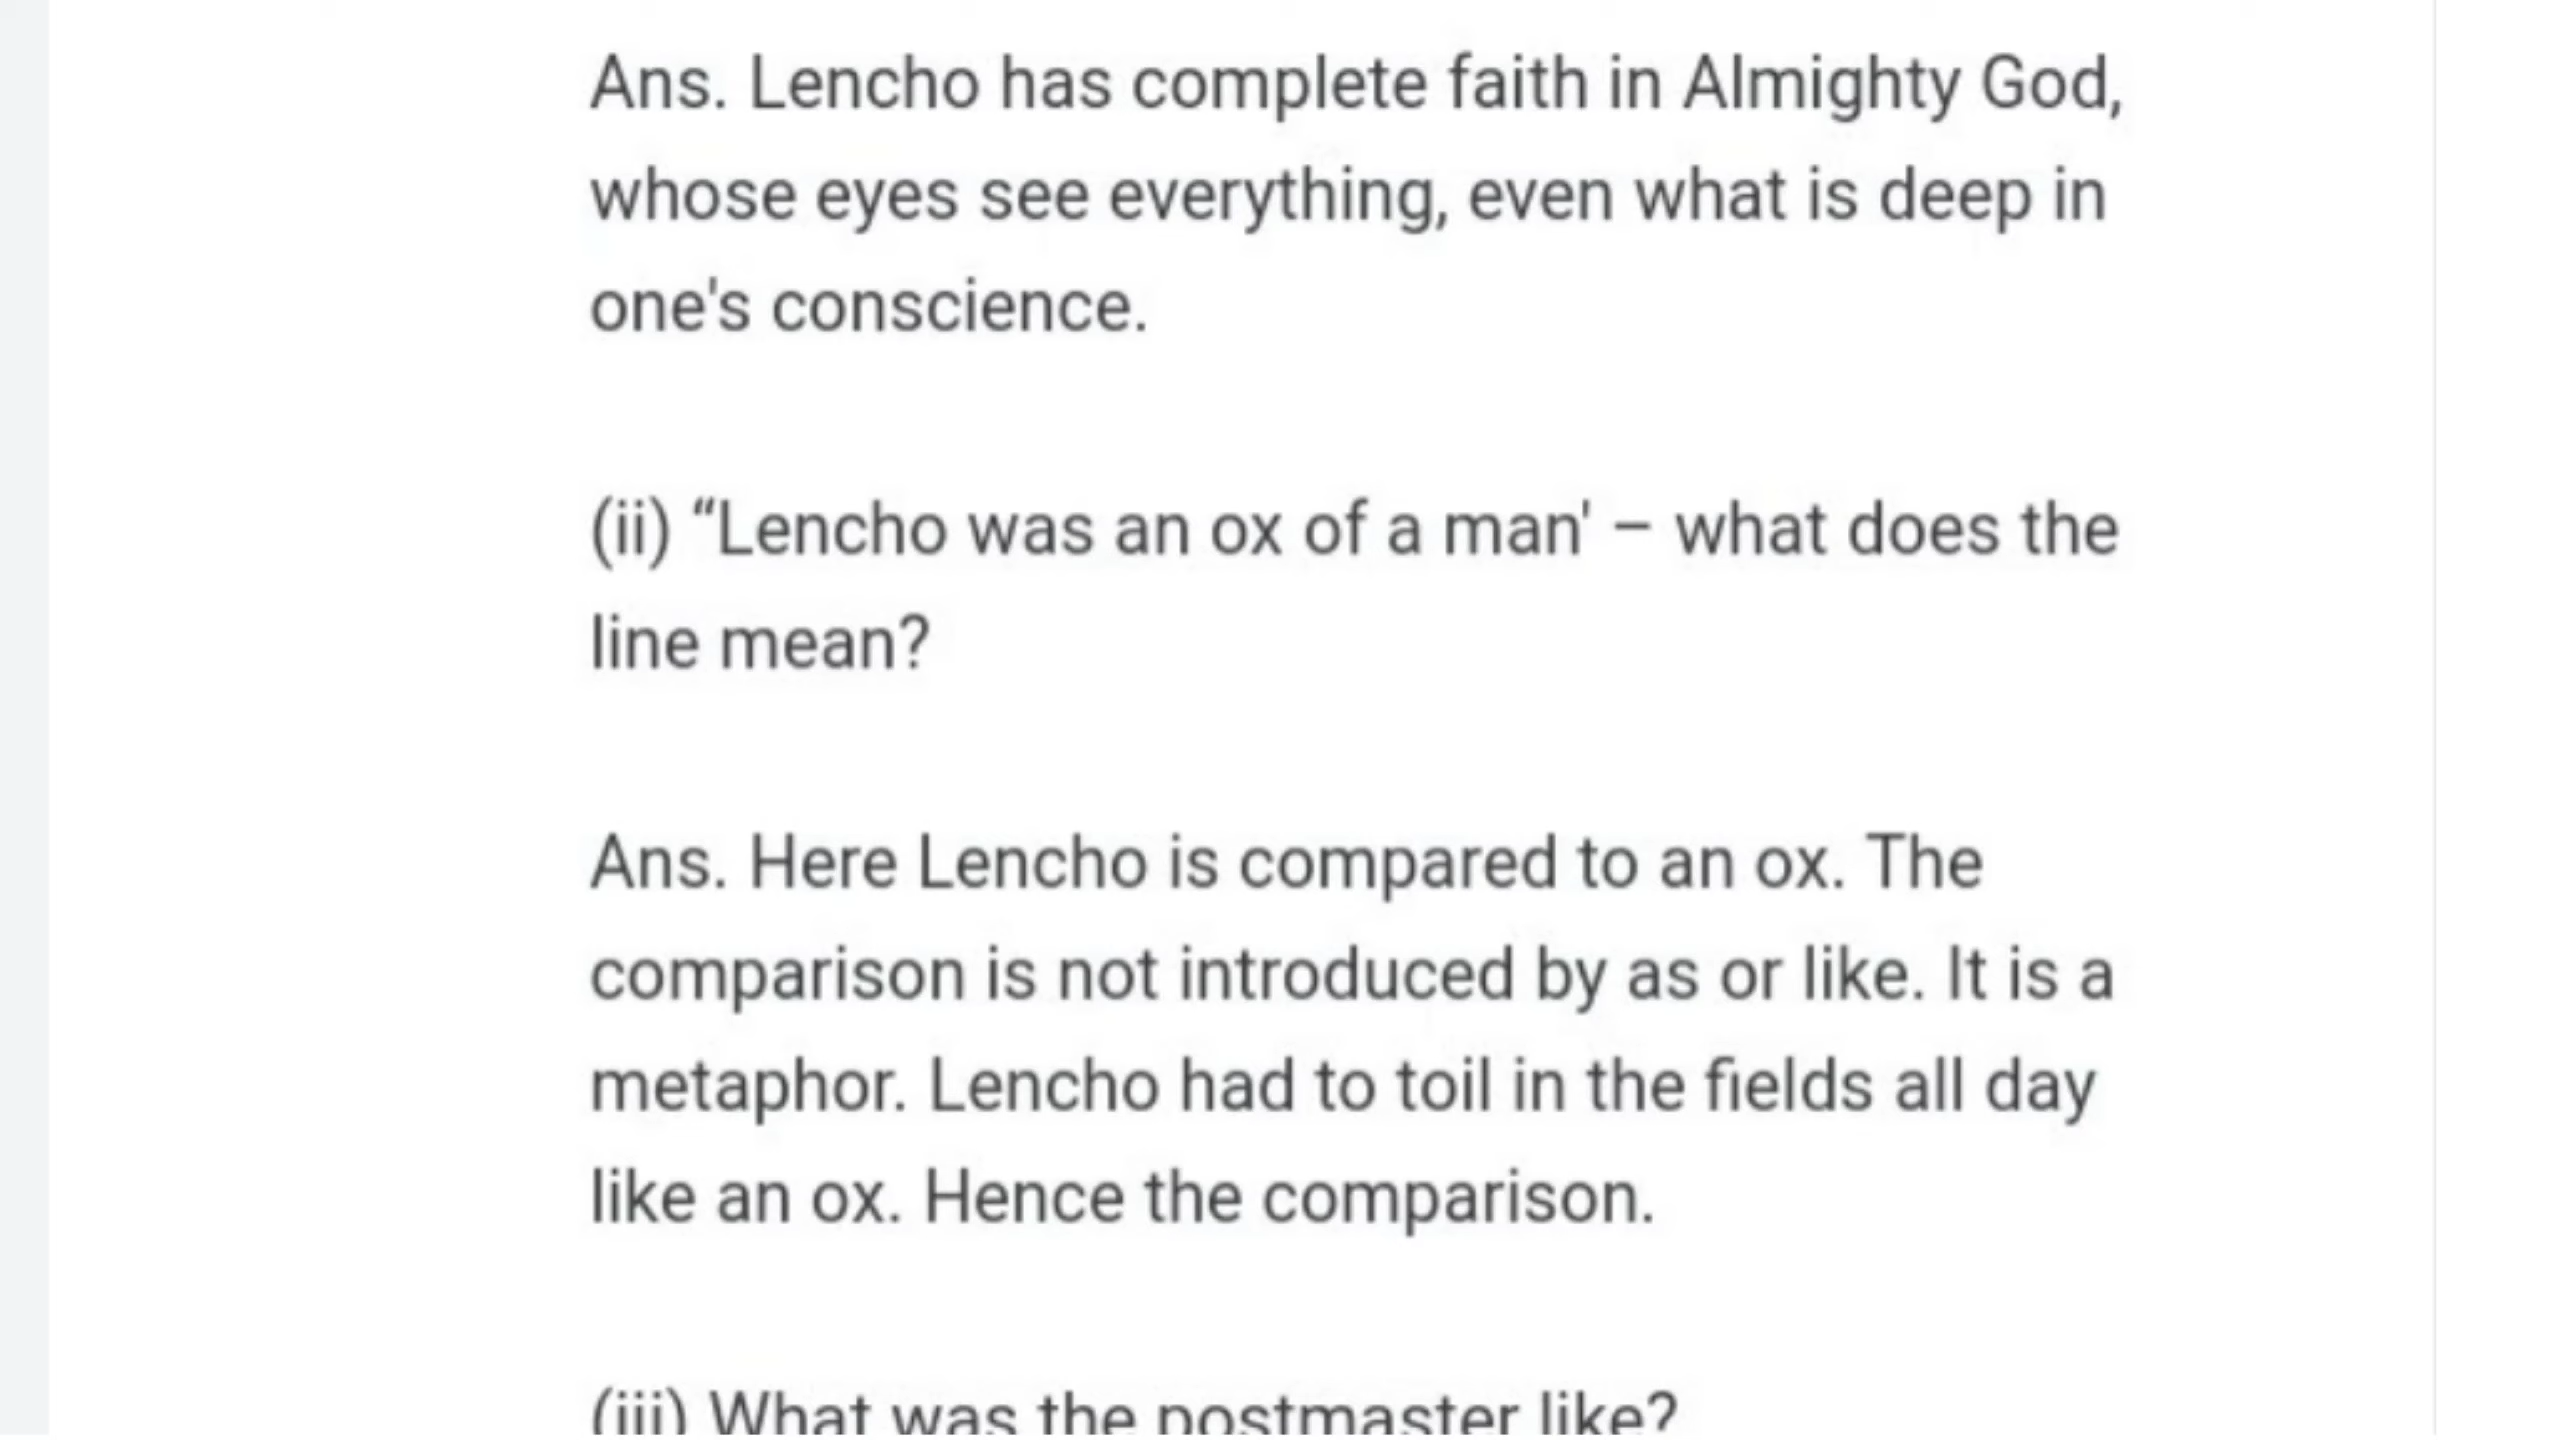 Ans. Lencho has complete faith in Almighty God,
whose eyes see everything, even what is deep in
one's conscience.
(ii) “Lencho was an ox of a man' – what does the
line mean?
Ans. Here Lencho is compared to an ox. The
comparison is not introduced by as or like. It is a
metaphor. Lencho had to toil in the fields all day
like an ox. Hence the comparison.
(iii) What was the postmaster like?